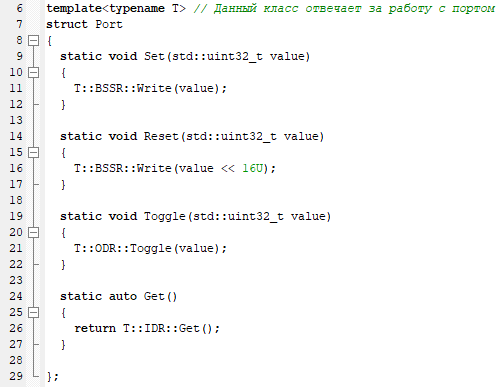 6 template<typename T> // Данный класс отвечает за работу с портом
7 struct Port
8 {
9 static void Set(std::uint32_t value)
10 {
11 T::BSSR::Write(value);
12 }
13
14 static void Reset(std::uint32_t value)
15 {
16 T::BSSR::Write(value << 16U);
17 }
18
19 static void Toggle(std::uint32_t value)
20 {
21 T::ODR::Toggle(value);
22 }
23
24 static auto Get()
25 {
26 return T::IDR::Get();
27 }
28
29 };